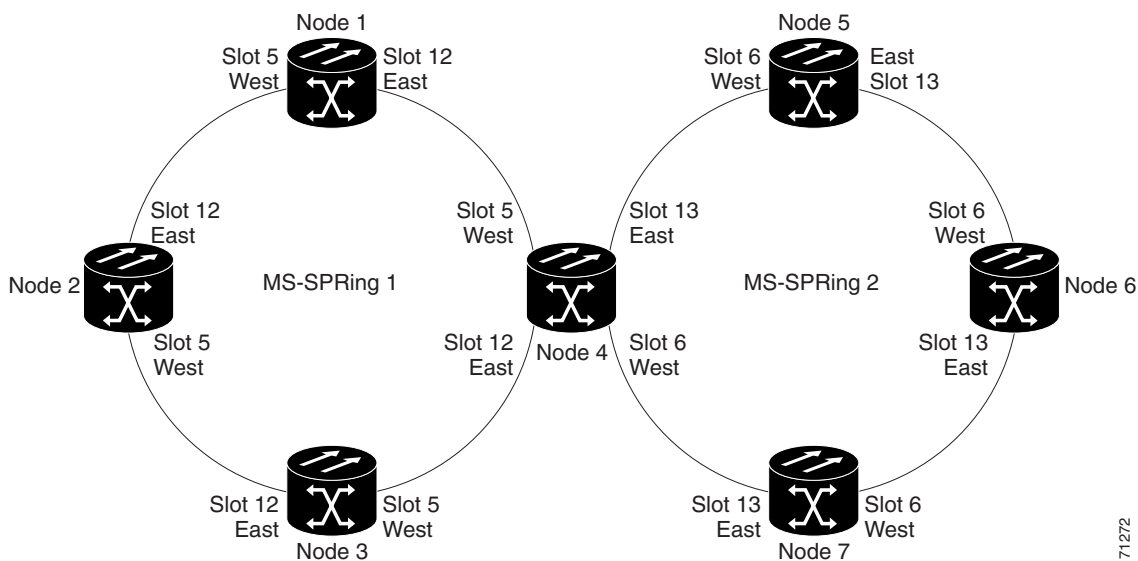 Node 1
Slot 5
West
Slot 12
East
Node 5
Slot 6
West
East
Slot 13
Slot 12
East
Node 2
Slot 5
West
MS-SPRing 1
Slot 5
West
Slot 12
East
Node 4
Slot 13
East
Slot 6
West
MS-SPRing 2
Slot 6
West
Node 6
Slot 13
East
Slot 12
East
Slot 5
West
Node 3
Slot 13
East
Slot 6
West
Node 7
71272